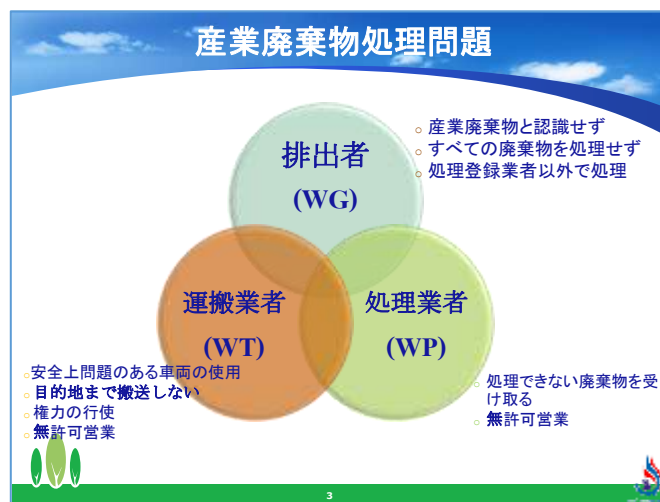 産業廃棄物処理問題
排出者
(WG)
産業廃棄物と認識せず
すべての廃棄物を処理せず
処理登録業者以外で処理
運搬業者
(WT)
処理業者
(WP)
安全上問題のある車両の使用
目的地まで搬送しない
権力の行使
無許可営業
処理できない廃棄物を受
け取る
無許可営業
3